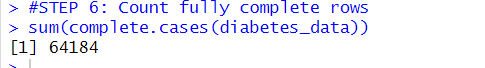 > #STEP 6: Count fully complete rows
> sum(complete.cases(diabetes_data))
[1] 64184
>